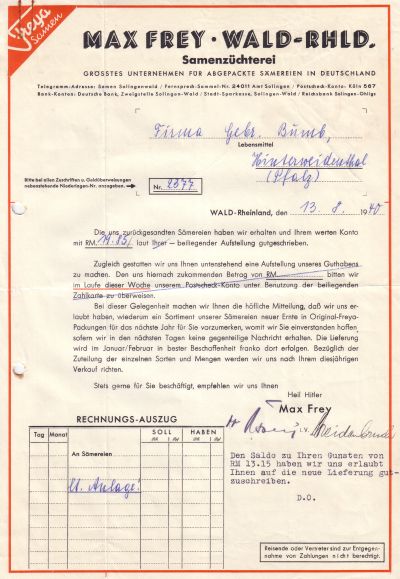 Freya
Samen
MAX FREY · WALD-RHLD.
Samenzüchterei
GRÖSSTES UNTERNEHMEN FÜR ABGEPACKTE SÄMEREIEN IN DEUTSCHLAND
Telegramm-Adresse: Samen Solingenwald / Fernsprech-Sammel-Nr. 24011 Amt Solingen / Postscheck-Konto: Köln 567
Bank-Konten: Deutsche Bank, Zweigstelle Solingen-Wald / Stadt-Sparkasse, Solingen-Wald / Reichsbank Solingen-Ohligs
Firma Gebr. Bumb,
Lebensmittel
Hinterweidenthal
(Pfalz)
Bitte bei allen Zuschriften u. Geldüberweisungen
nebenstehende Niederlagen-Nr. anzugeben.
Nr. 2377
WALD-Rheinland, den 13. 8. 1940
Die uns zurückgesandten Sämereien haben wir erhalten und Ihrem werten Konto
mit RM. laut Ihrer — beiliegender Aufstellung gutgeschrieben.
Zugleich gestatten wir uns Ihnen untenstehend eine Aufstellung unseres Guthabens
zu machen. Den uns hiernach zukommenden Betrag von RM. bitten wir
im Laufe dieser Woche unserem Postscheck-Konto unter Benutzung der beiliegenden
Zahlkarte zu überweisen.
Bei dieser Gelegenheit machen wir Ihnen die höfliche Mitteilung, daß wir uns er-
laubt haben, wiederum ein Sortiment unserer Sämereien neuer Ernte in Original-Freya-
Packungen für das nächste Jahr für Sie vorzumerken, womit wir Sie einverstanden hoffen,
sofern wir in den nächsten Tagen keine gegenteilige Nachricht erhalten. Die Lieferung
wird im Januar/Februar in bester Beschaffenheit franko dort erfolgen. Bezüglich der
Zuteilung der einzelnen Sorten und Mengen werden wir uns nach Ihrem diesjährigen
Verkauf richten.
Stets gerne für Sie beschäftigt, empfehlen wir uns Ihnen
Heil Hitler
Max Frey
i.V.
RECHNUNGS-AUSZUG
Tag Monat SOLL HABEN
An Sämereien
lt. Anlage!
Den Saldo zu Ihren Gunsten von
RM 13.15 haben wir uns erlaubt
Ihnen auf die neue Lieferung gut-
zuschreiben.
D.O.
Reisende oder Vertreter sind zur Entgegen-
nahme von Zahlungen nicht berechtigt.